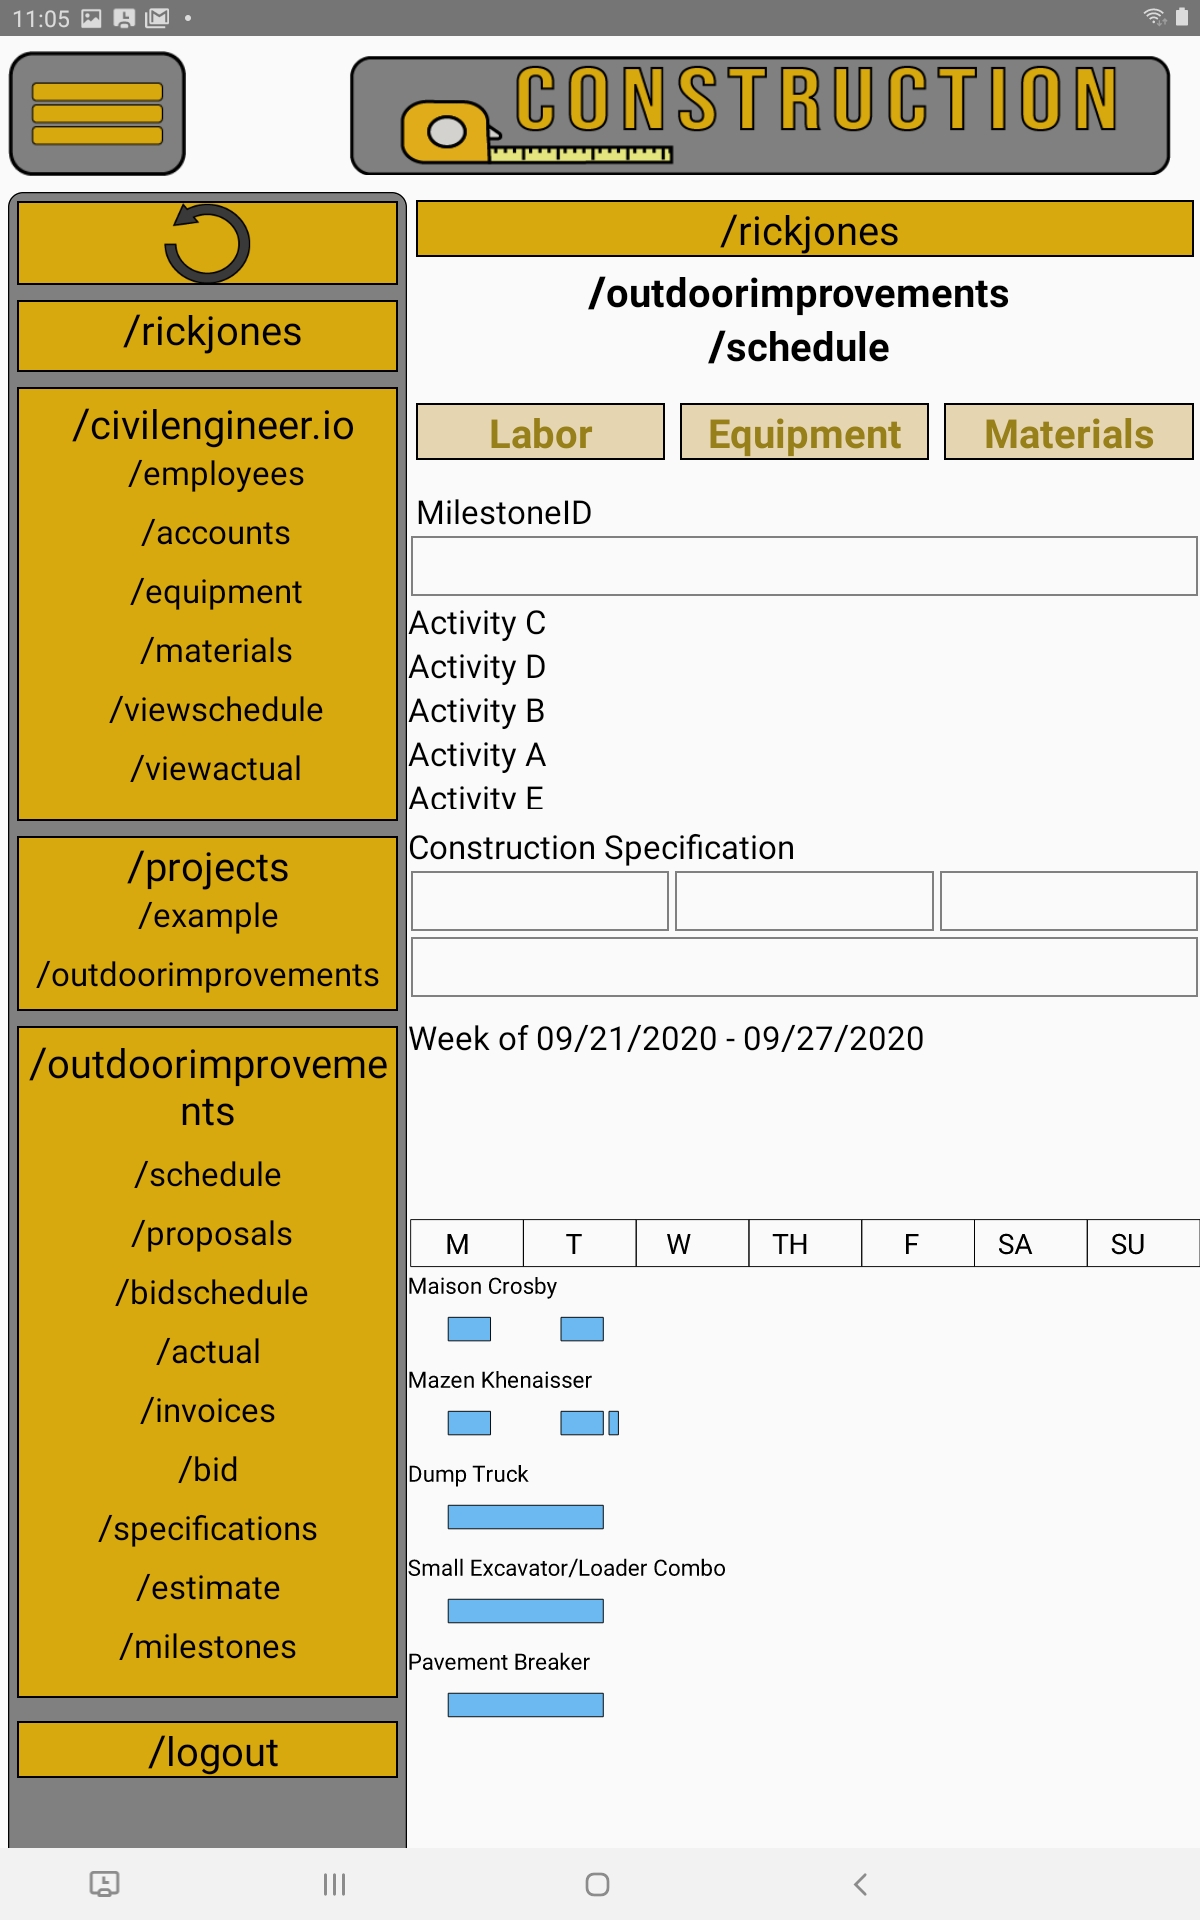 11:05
CONSTRUCTION
/rickjones
/civilengineer.io
/employees
/accounts
/equipment
/materials
/viewschedule
/viewactual
/projects
/example
/outdoorimprovements
/outdoorimproveme
nts
/schedule
/proposals
/bidschedule
/actual
/invoices
/bid
/specifications
/estimate
/milestones
/logout
/rickjones
/outdoorimprovements
/schedule
Labor Equipment Materials
MilestoneID
Activity C
Activity D
Activity B
Activity A
Activity E
Construction Specification
Week of 09/21/2020 - 09/27/2020
M T W TH F SA SU
Maison Crosby
Mazen Khenaisser
Dump Truck
Small Excavator/Loader Combo
Pavement Breaker